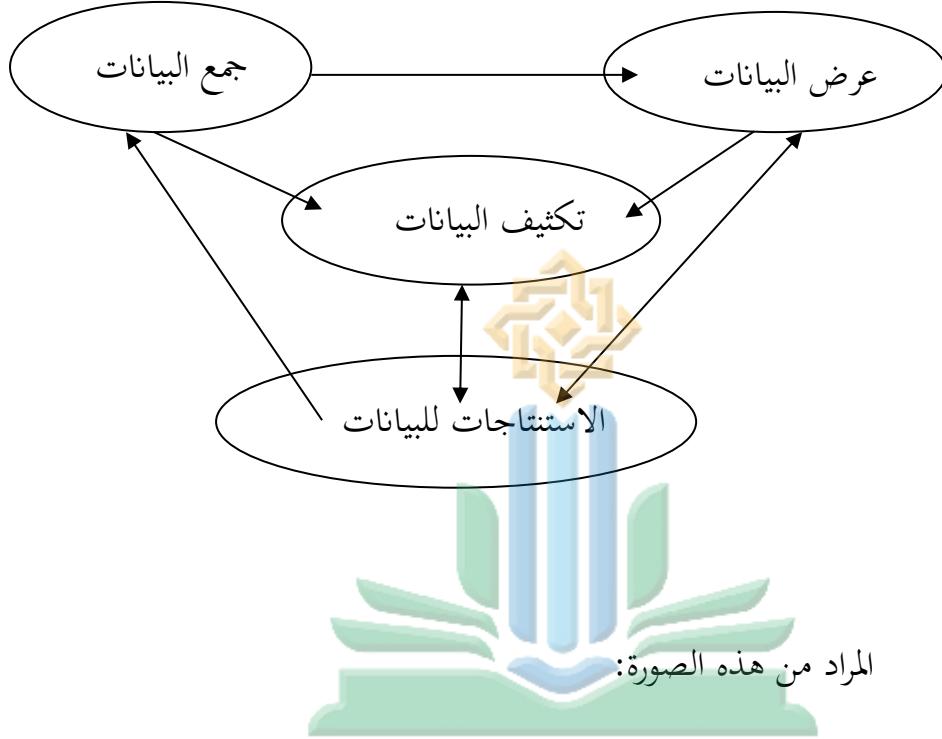 جمع البيانات
عرض البيانات
تكثيف البيانات
الاستنتاجات للبيانات
المراد من هذه الصورة: